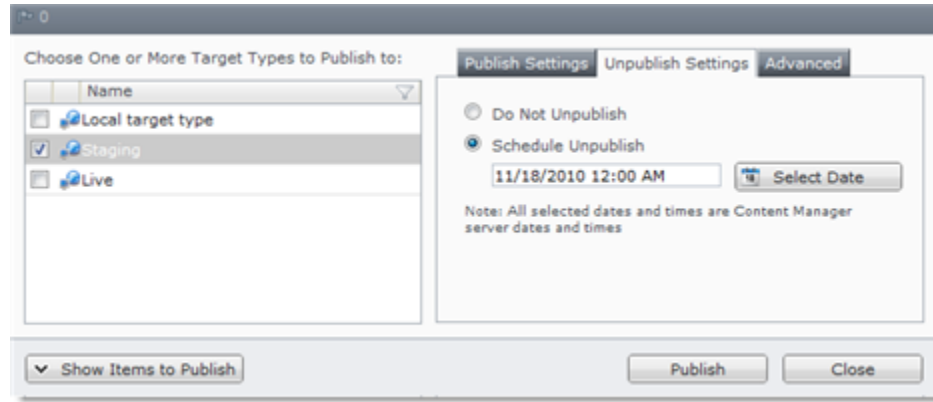 0
Choose One or More Target Types to Publish to:
Name
Local target type
Staging
Live
Publish Settings Unpublish Settings Advanced
Do Not Unpublish
Schedule Unpublish
11/18/2010 12:00 AM Select Date
Note: All selected dates and times are Content Manager
server dates and times
Show Items to Publish Publish Close